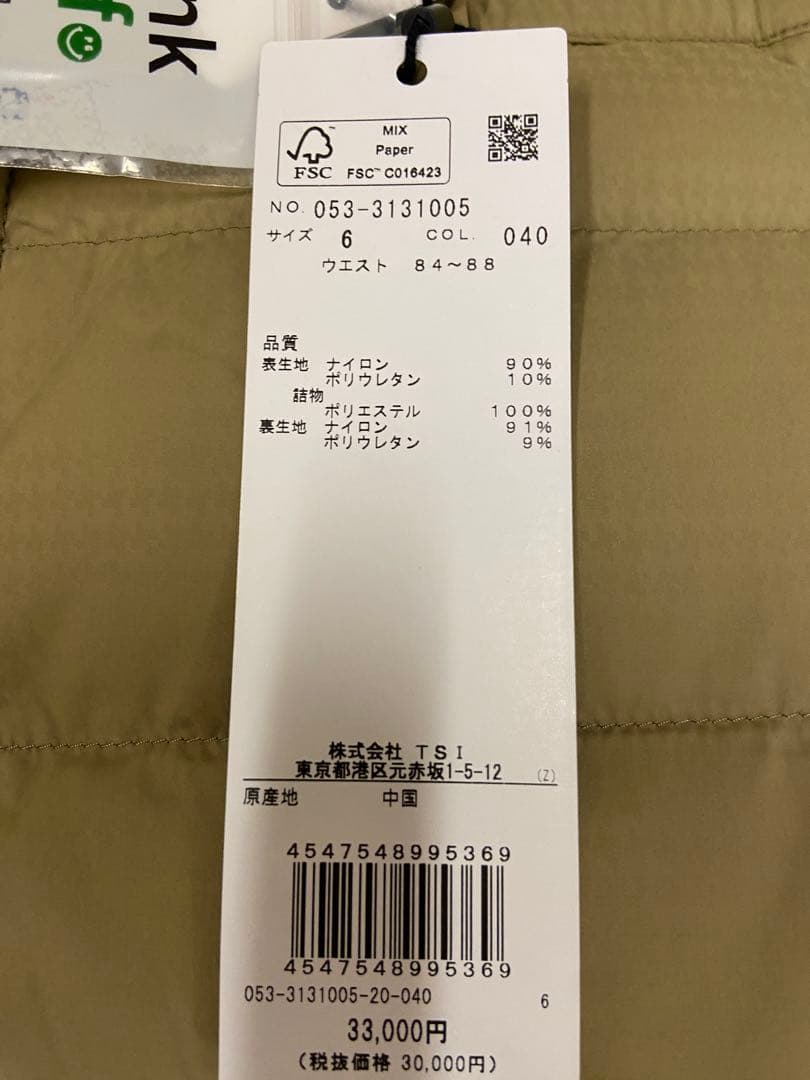 nk
f
MIX
Paper
FSC™ C016423
FSC
NO. 053-3131005
サイズ 6 COL. 040
ウエスト 84~88
品質
表生地 ナイロン 90%
ポリウレタン 10%
詰物
ポリエステル 100%
裏生地 ナイロン 91%
ポリウレタン 9%
株式会社 TSI
東京都港区元赤坂1-5-12 (Z)
原産地 中国
4547548995369
4547548995369
053-3131005-20-040 6
33,000円
(税抜価格 30,000円)